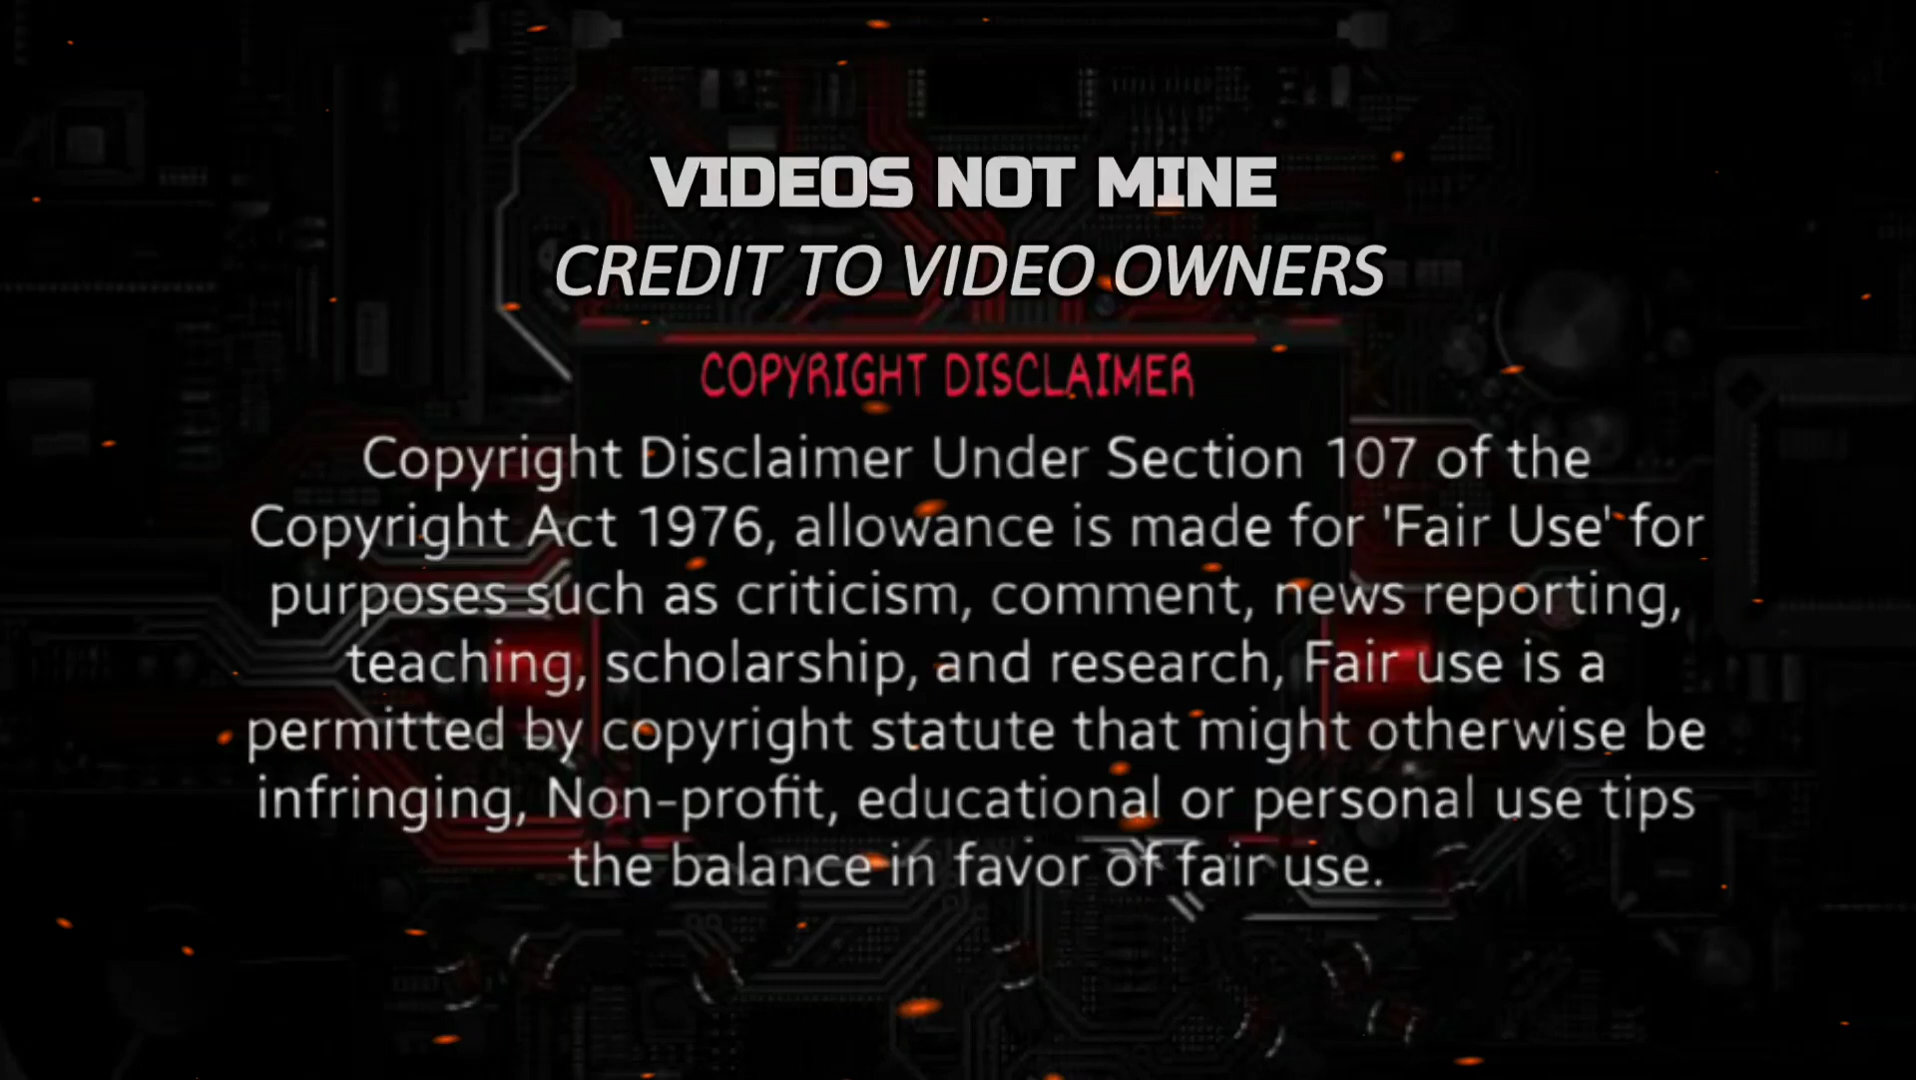 VIDEOS NOT MINE
CREDIT TO VIDEO OWNERS
COPYRIGHT DISCLAIMER
Copyright Disclaimer Under Section 107 of the
Copyright Act 1976, allowance is made for 'Fair Use' for
purposes such as criticism, comment, news reporting,
teaching, scholarship, and research, Fair use is a
permitted by copyright statute that might otherwise be
infringing, Non-profit, educational or personal use tips
the balance in favor of fair use.